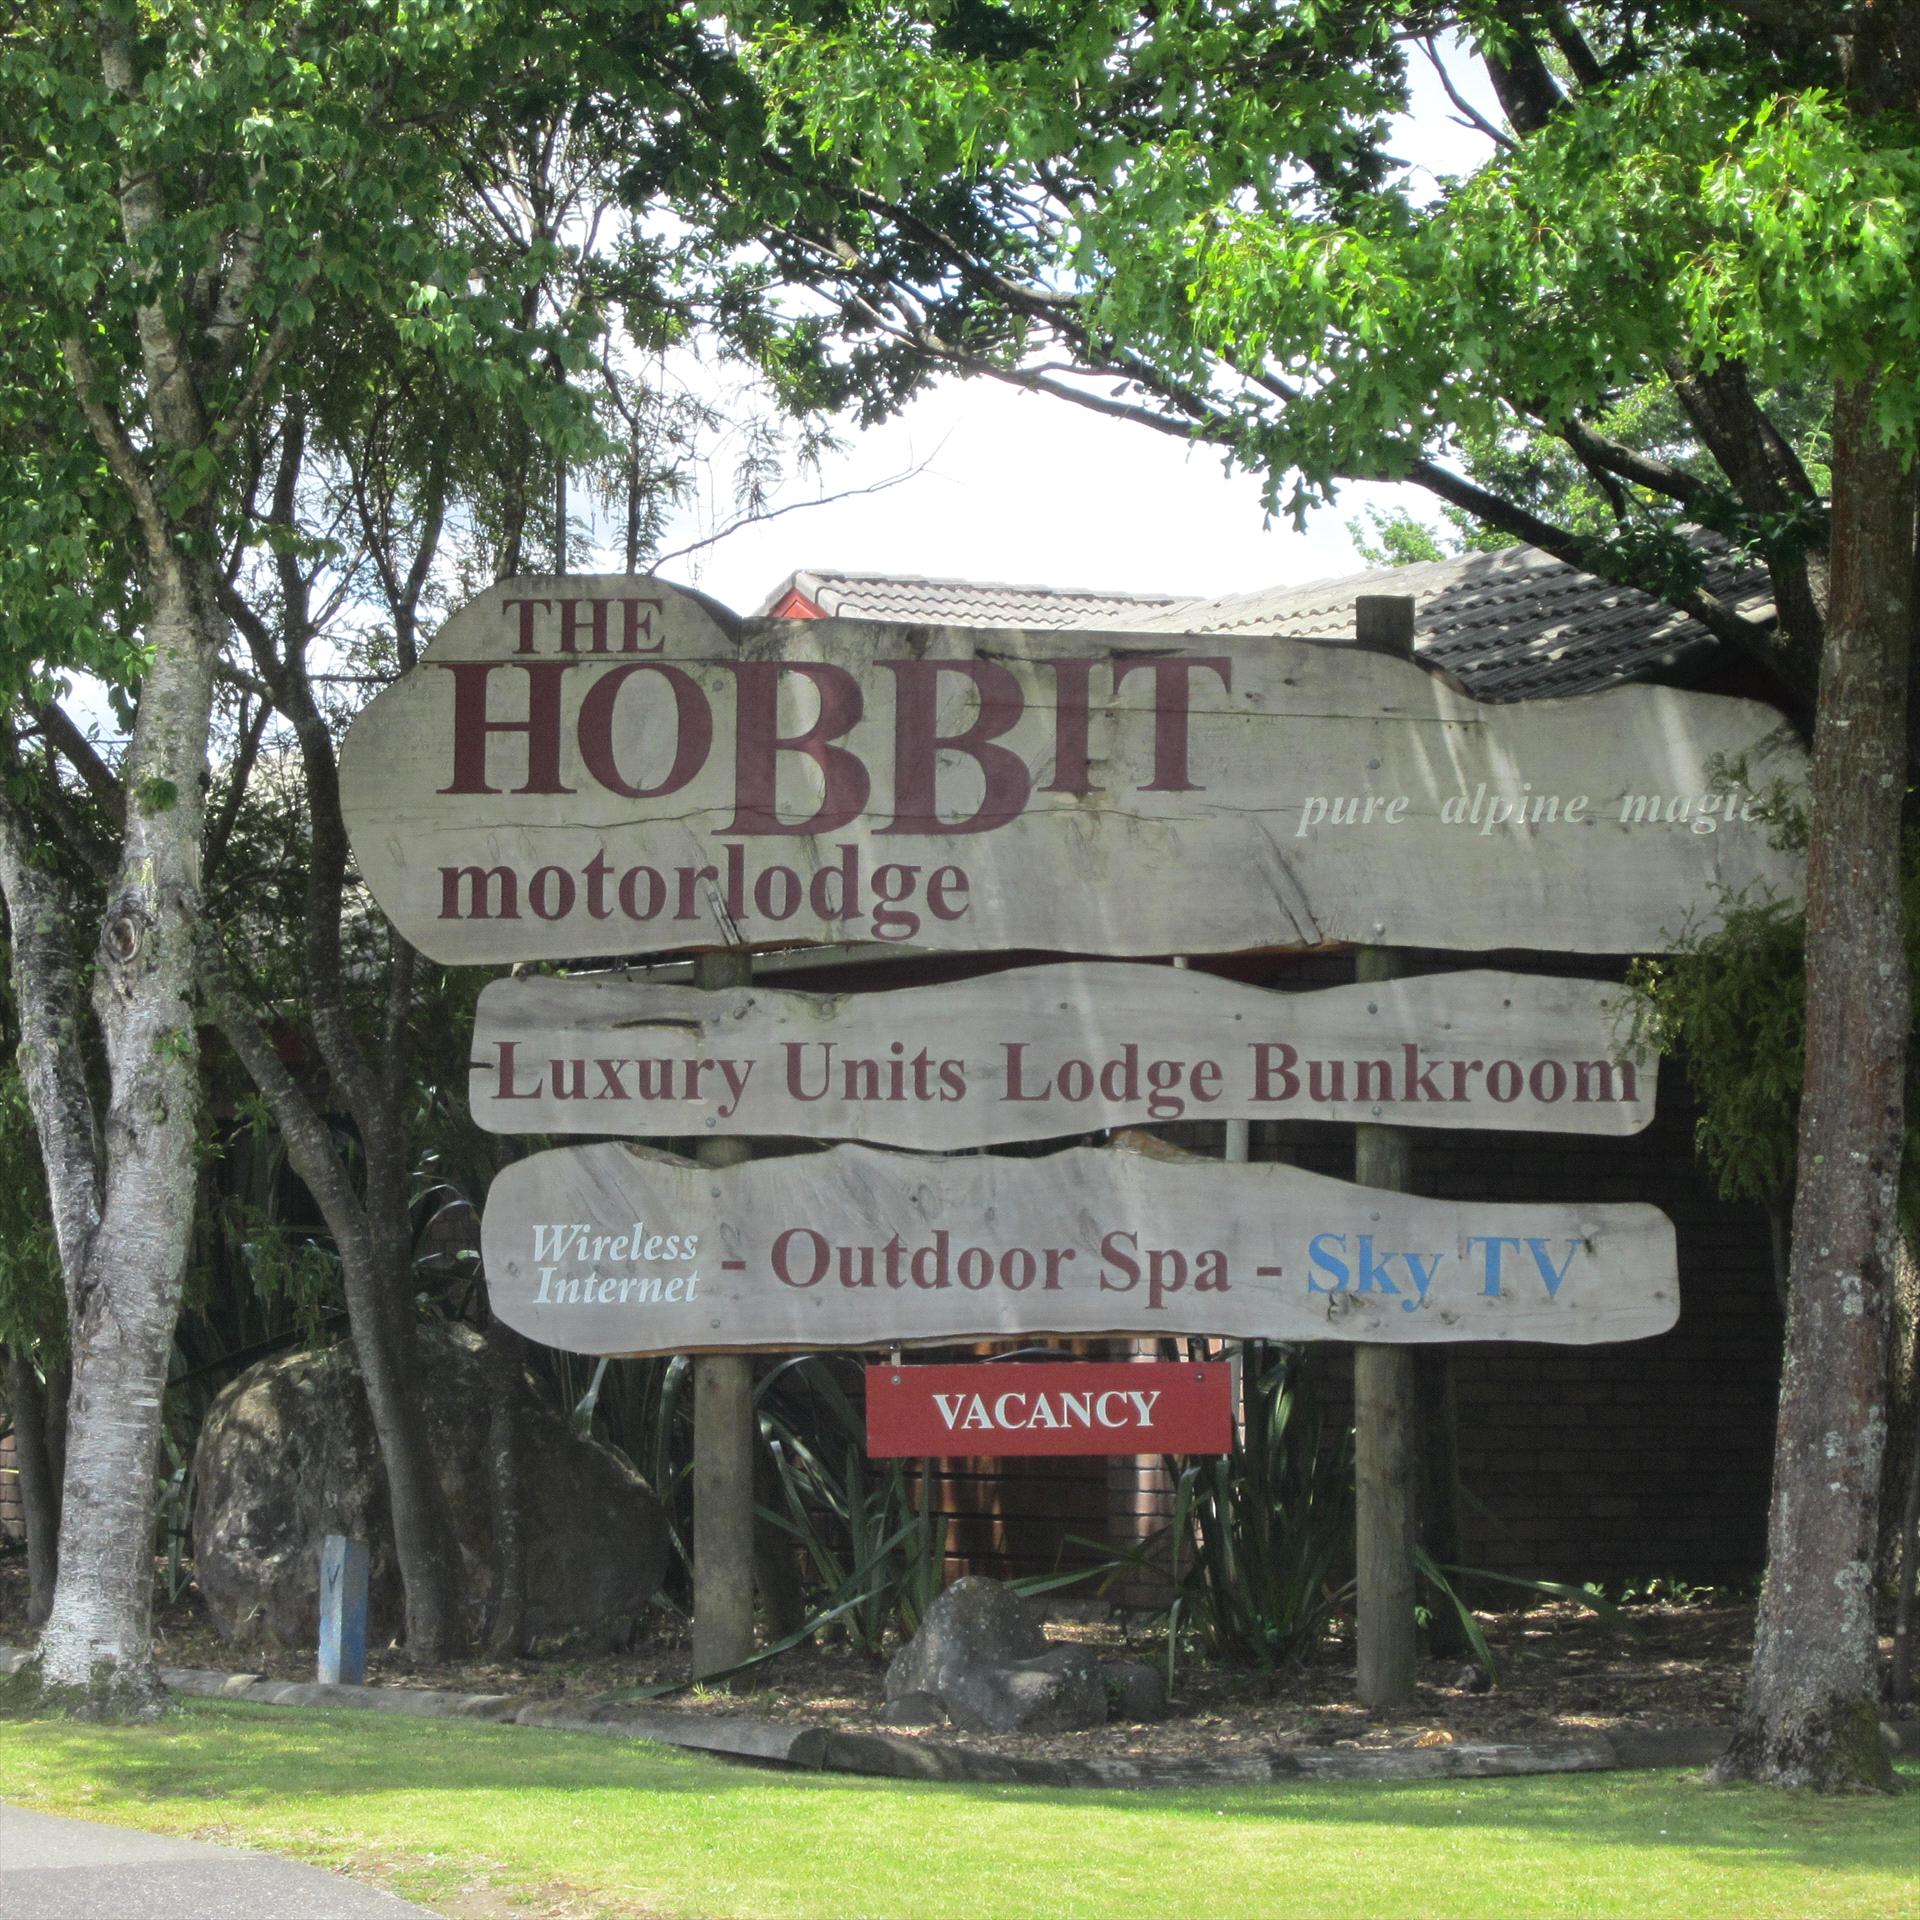 THE
HOBBIT
pure alpine magic
motorlodge
Luxury Units Lodge Bunkroom
Wireless
Internet - Outdoor Spa - Sky TV
VACANCY